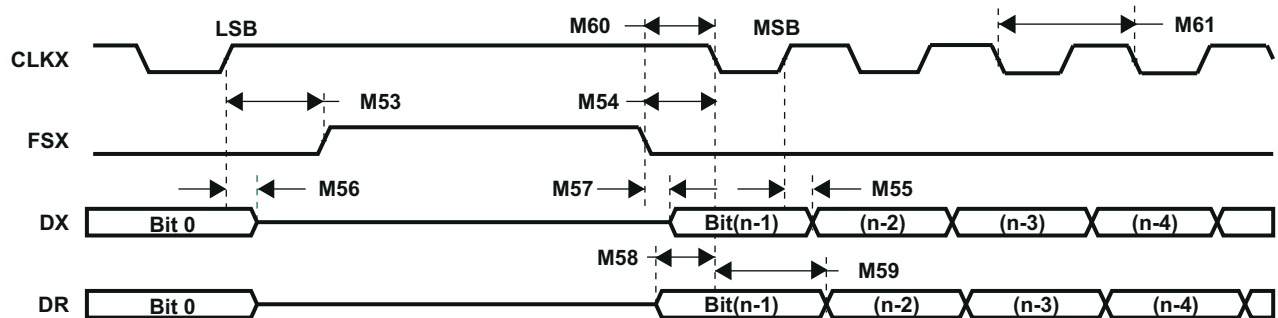 LSB
M60
MSB
M61
CLKX
M53
M54
FSX
M56
M57
M55
DX
Bit 0
Bit(n-1)
(n-2)
(n-3)
(n-4)
M58
M59
DR
Bit 0
Bit(n-1)
(n-2)
(n-3)
(n-4)